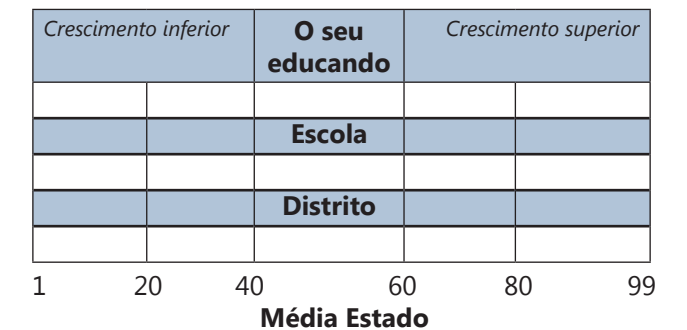 Crescimento inferior
O seu
educando
Crescimento superior
Escola
Distrito
1 20 40 60 80 99
Média Estado